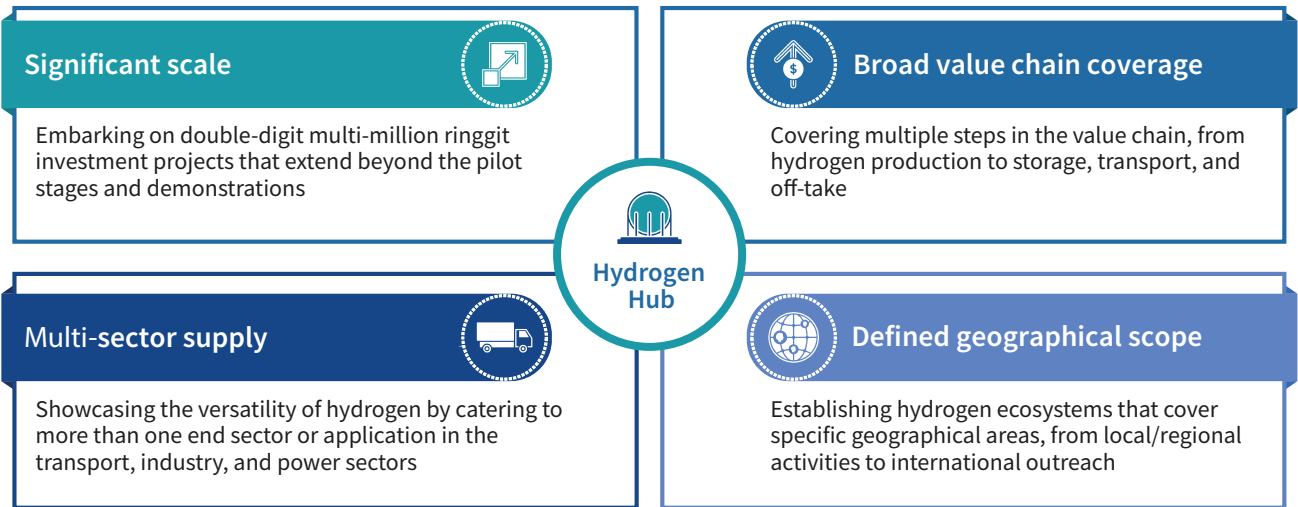 Significant scale
Embarking on double-digit multi-million ringgit
investment projects that extend beyond the pilot
stages and demonstrations
$
Broad value chain coverage
Covering multiple steps in the value chain, from
hydrogen production to storage, transport, and
off-take
Hydrogen
Hub
Multi-sector supply
Showcasing the versatility of hydrogen by catering to
more than one end sector or application in the
transport, industry, and power sectors
Defined geographical scope
Establishing hydrogen ecosystems that cover
specific geographical areas, from local/regional
activities to international outreach